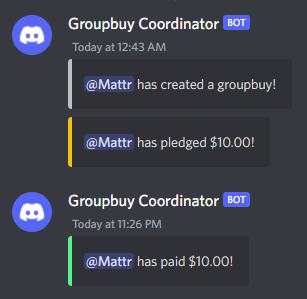 Groupbuy Coordinator BOT
Today at 12:43 AM
@Mattr has created a groupbuy!
@Mattr has pledged $10.00!
Groupbuy Coordinator BOT
Today at 11:26 PM
@Mattr has paid $10.00!